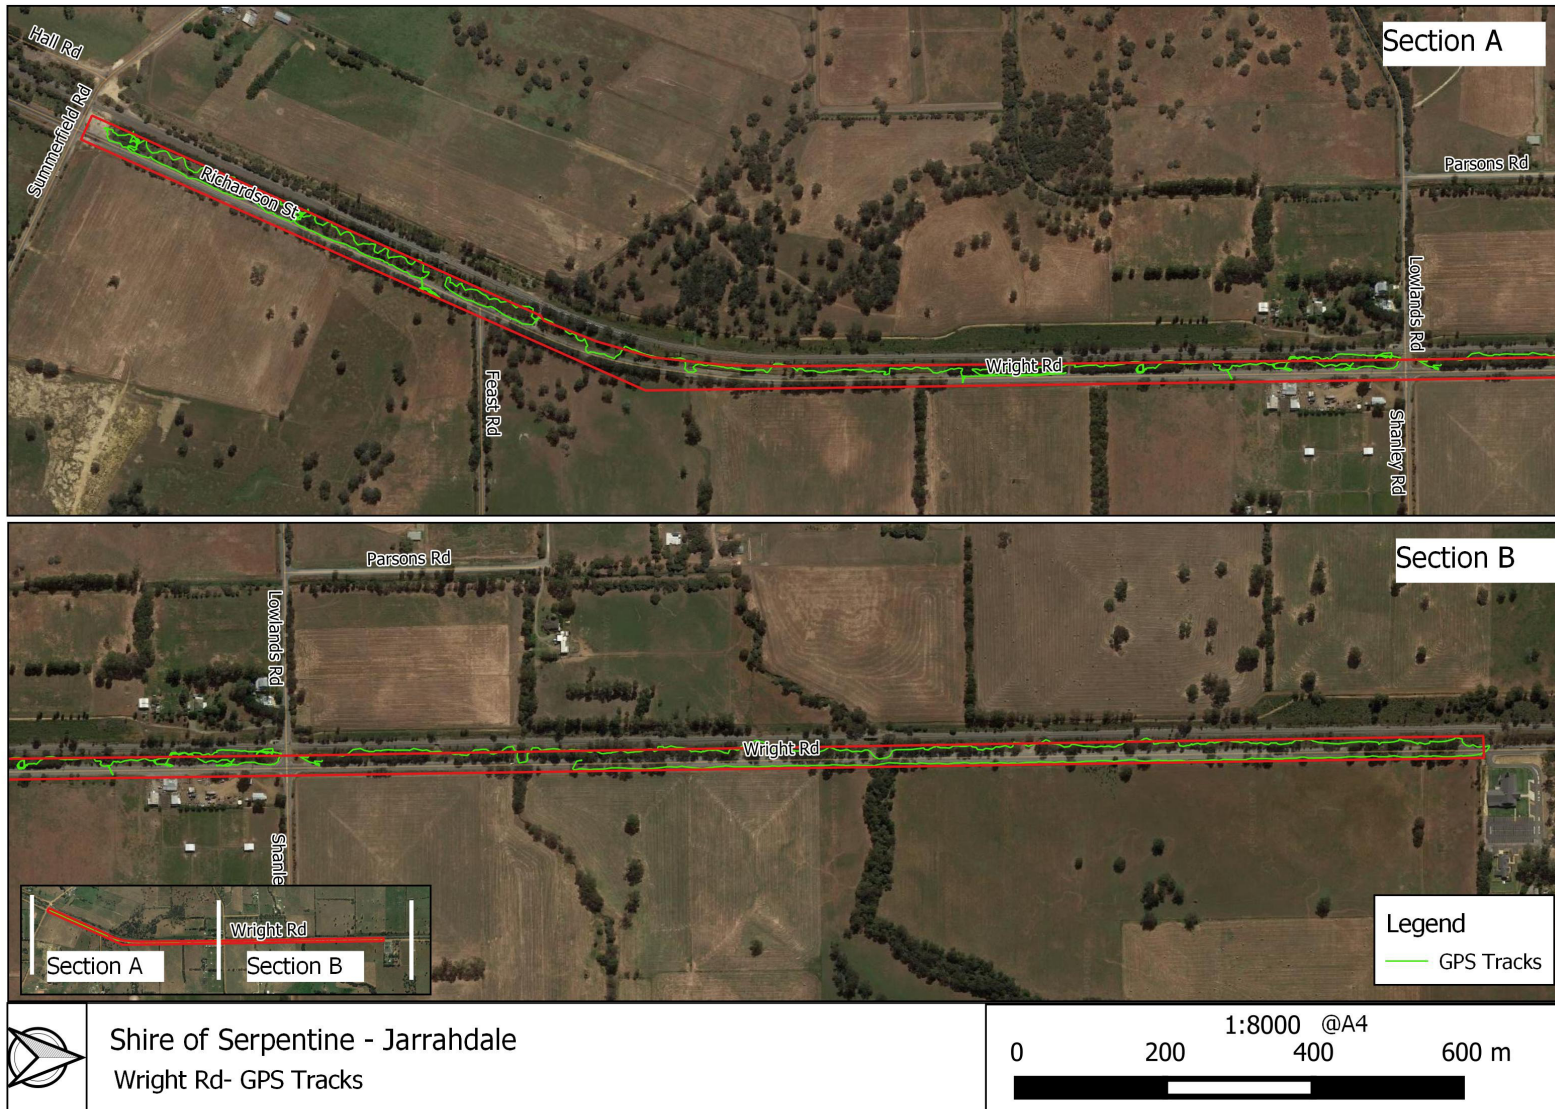 Section A
Hall Rd
Summerfield Rd
Richardson St
Parsons Rd
Lowlands Rd
Wright Rd
Feast Rd
Shanley Rd
Section B
Parsons Rd
Lowlands Rd
Wright Rd
Shanle
Wright Rd
Section A
Section B
Legend
GPS Tracks
Shire of Serpentine - Jarrahdale
Wright Rd- GPS Tracks
1:8000 @A4
0 200 400 600 m